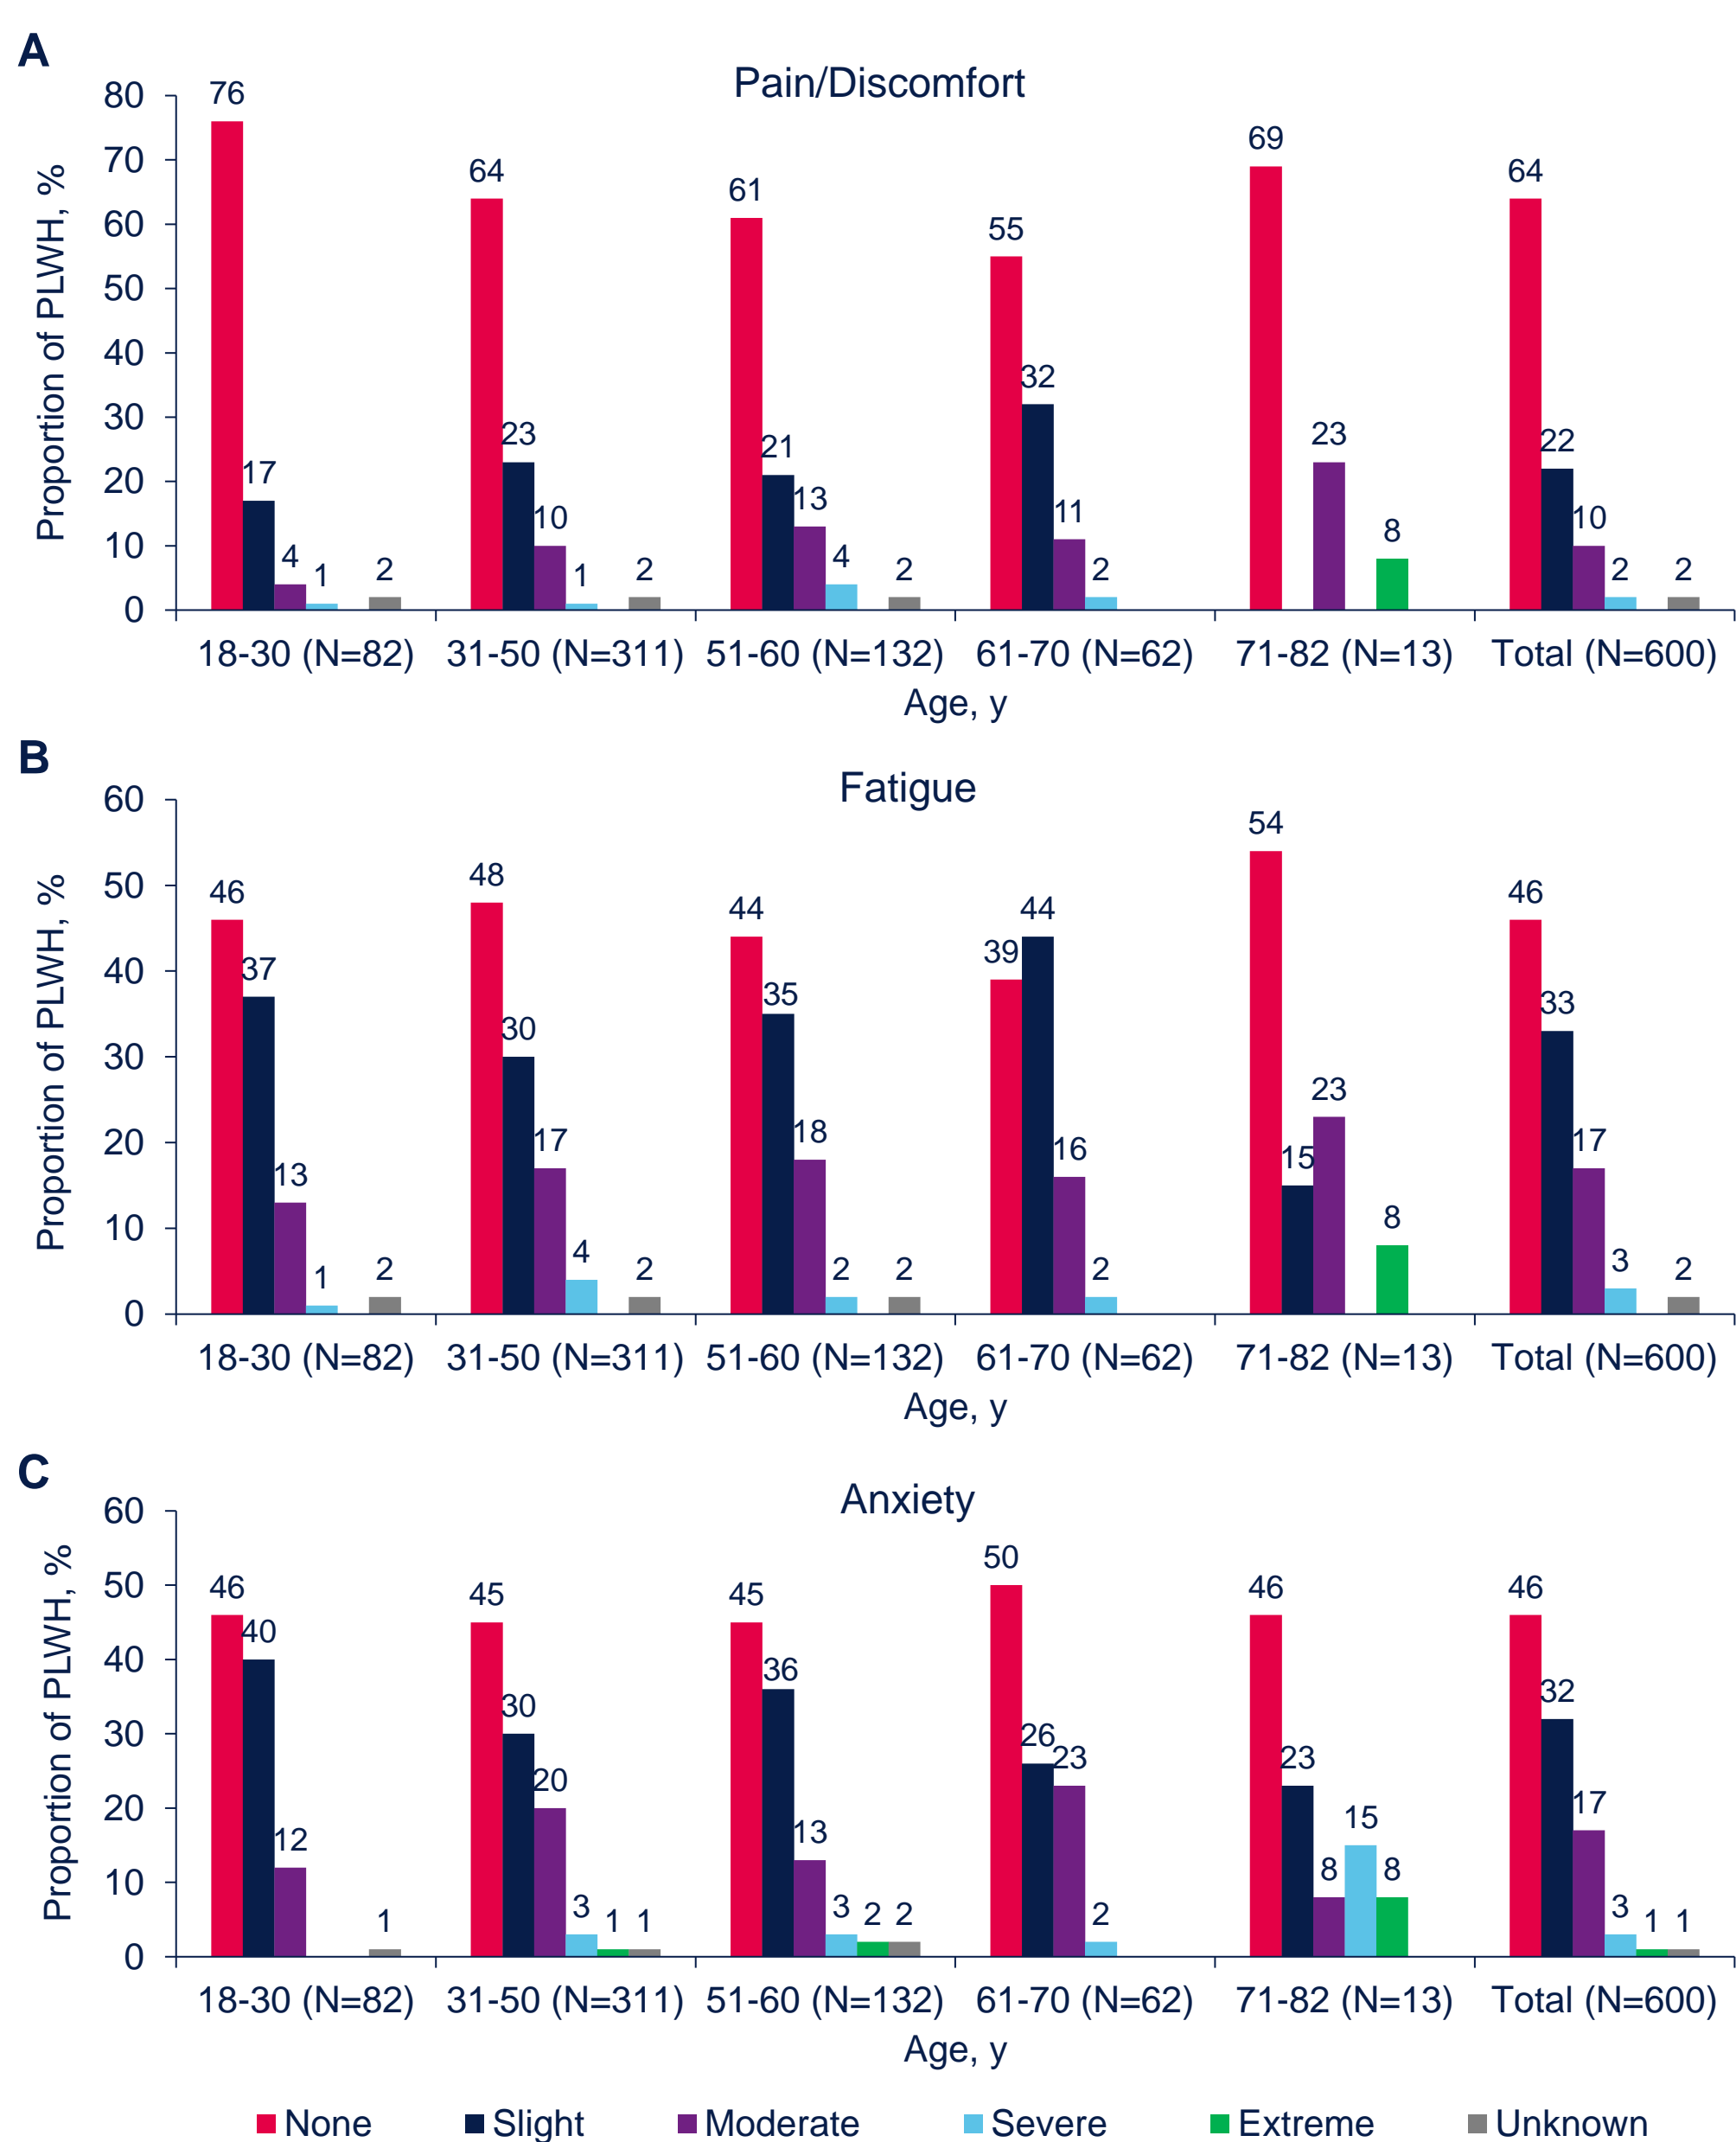 A
Pain/Discomfort
Proportion of PLWH, %
80
70
60
50
40
30
20
10
0
76 17 4 1 2
64 23 10 1 2
61 21 13 4 2
55 32 11 2
69 23 8
64 22 10 2 2
18-30 (N=82) 31-50 (N=311) 51-60 (N=132) 61-70 (N=62) 71-82 (N=13) Total (N=600)
Age, y
B
Fatigue
Proportion of PLWH, %
60
50
40
30
20
10
0
46 37 13 1 2
48 30 17 4 2
44 35 18 2 2
39 44 16 2
54 15 23 8
46 33 17 3 2
18-30 (N=82) 31-50 (N=311) 51-60 (N=132) 61-70 (N=62) 71-82 (N=13) Total (N=600)
Age, y
C
Anxiety
Proportion of PLWH, %
60
50
40
30
20
10
0
46 40 12 1
45 30 20 3 1 1
45 36 13 3 2 2
50 26 23 2
46 23 8 15 8
46 32 17 3 1 1
18-30 (N=82) 31-50 (N=311) 51-60 (N=132) 61-70 (N=62) 71-82 (N=13) Total (N=600)
Age, y
None Slight Moderate Severe Extreme Unknown